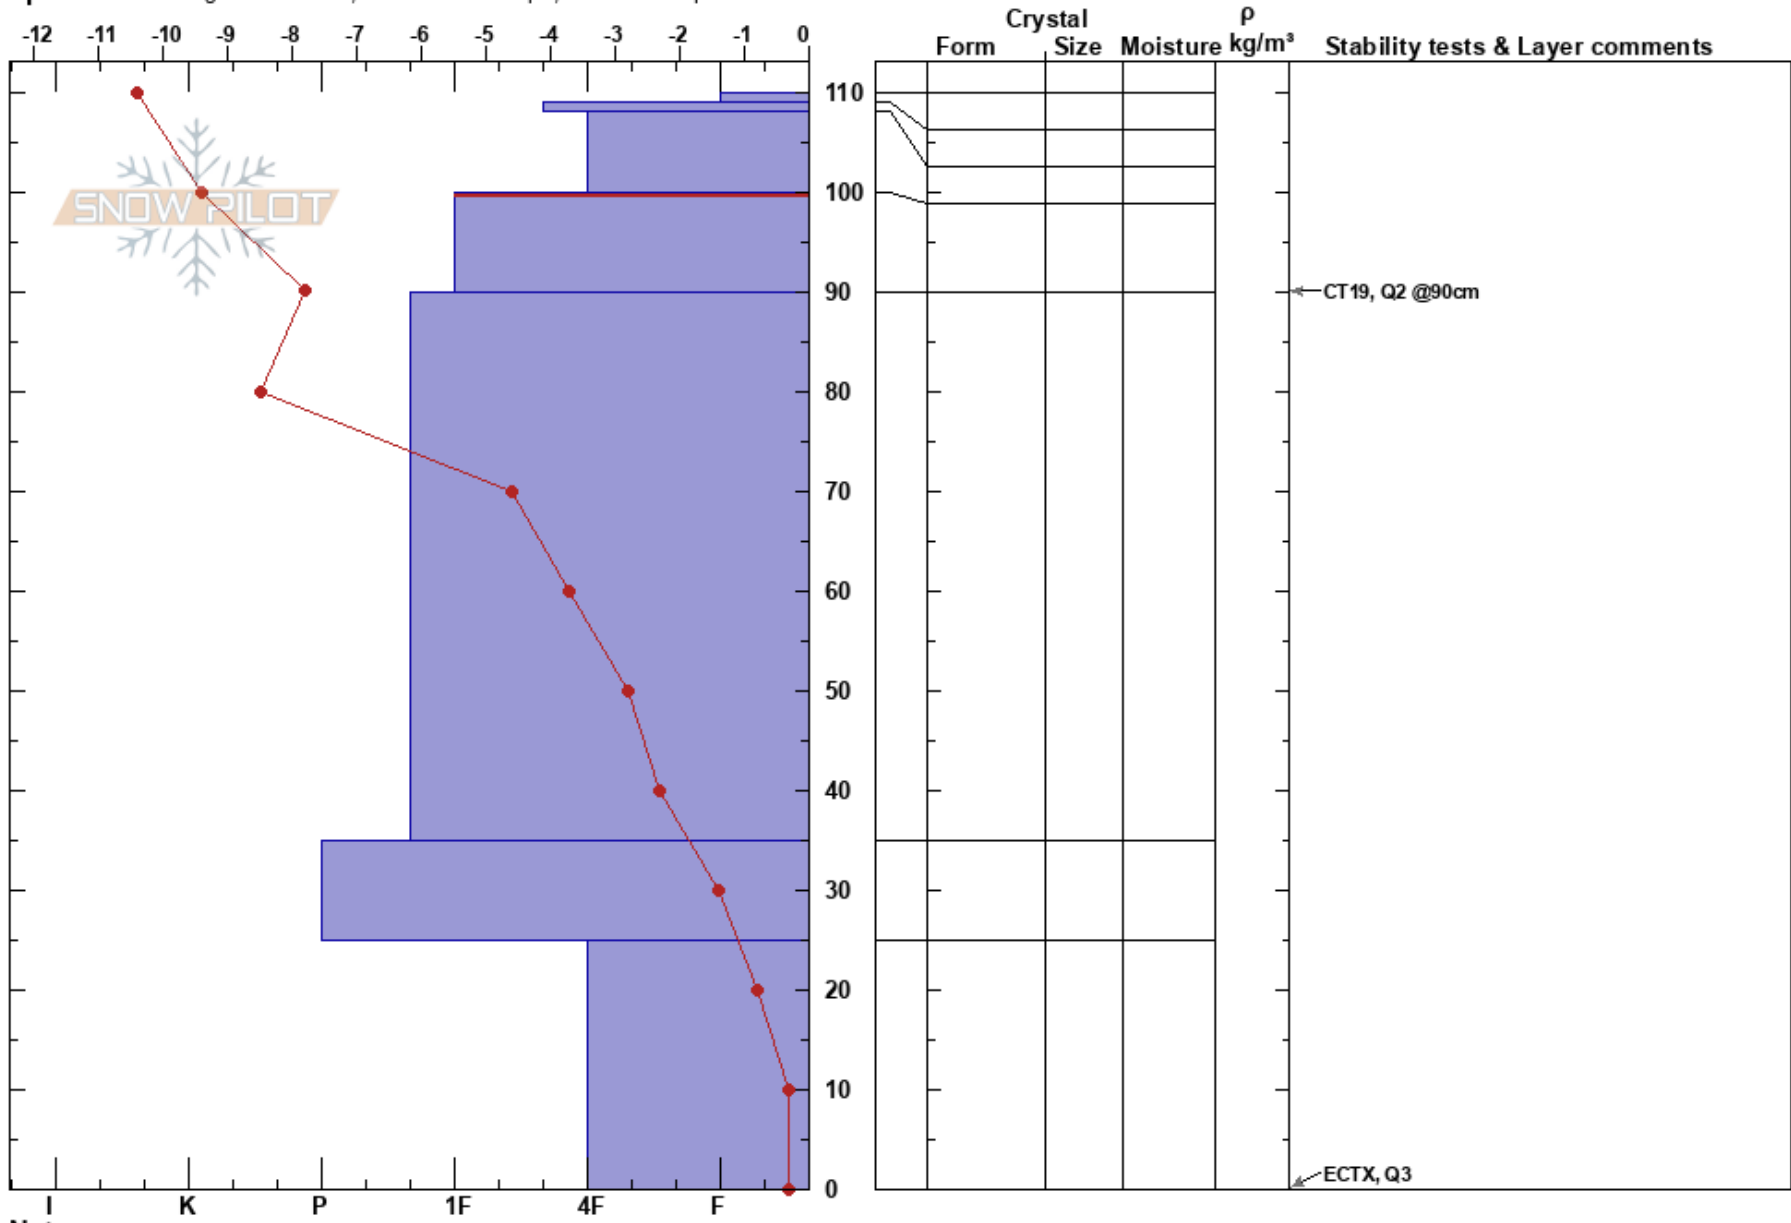 -12 -11 -10 -9 -8 -7 -6 -5 -4 -3 -2 -1 0
Crystal
Form Size Moisture ρ kg/m³ Stability tests & Layer comments
110
SNOW PILOT
100
90 CT19, Q2 @90cm
80
70
60
50
40
30
20
10
0 ECTX, Q3
I K P 1F 4F F